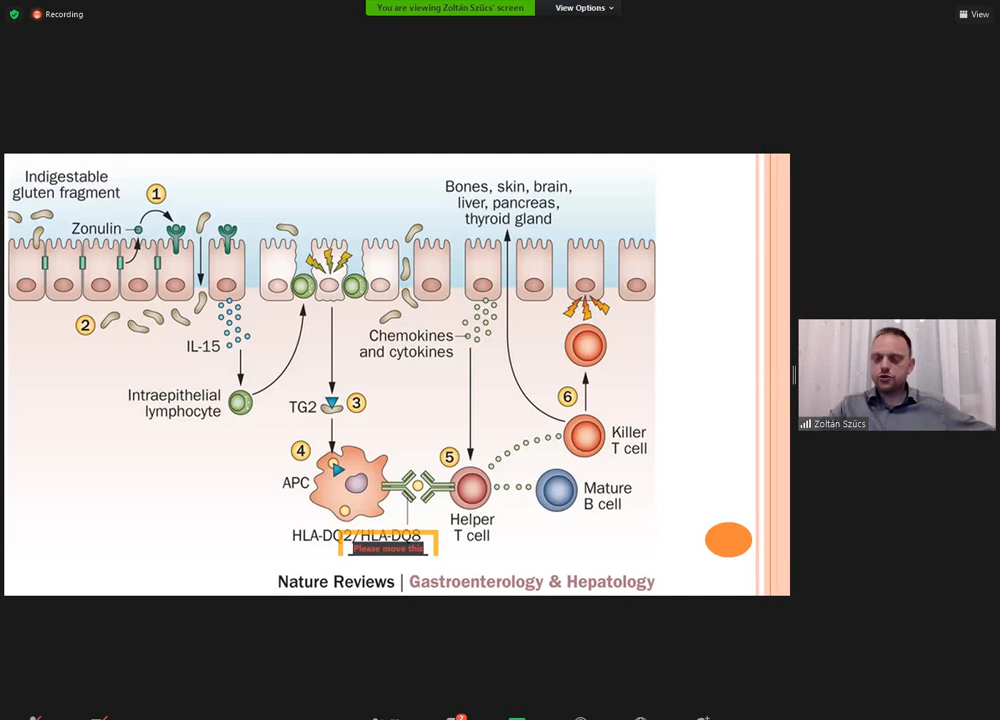 Recording
You are viewing Zoltán Szűcs' screen
View Options
View
Indigestable
gluten fragment
1
Zonulin
Bones, skin, brain,
liver, pancreas,
thyroid gland
2
IL-15
Chemokines
and cytokines
Intraepithelial
lymphocyte
TG2
3
6
4
5
Killer
T cell
APC
Mature
B cell
Helper
T cell
HLA-DQ2/HLA-DQ8
Please move this
Nature Reviews | Gastroenterology & Hepatology
Zoltán Szűcs
2